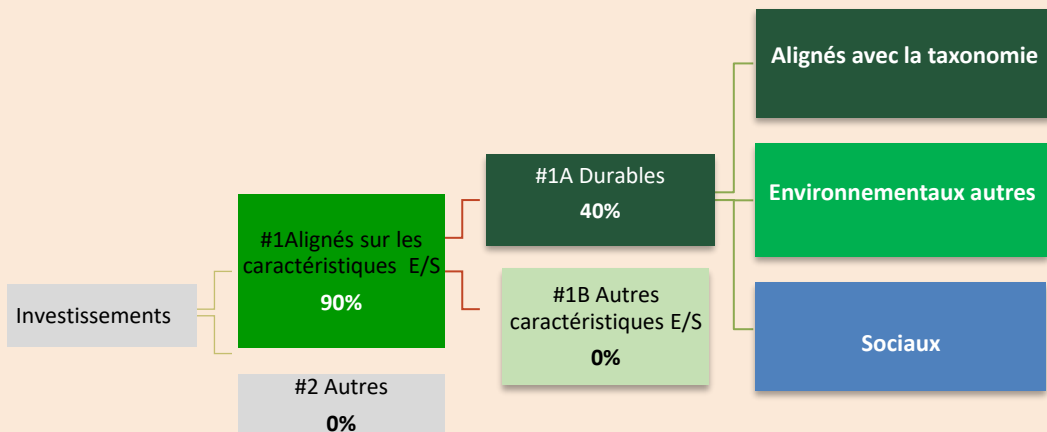 Investissements
#1Alignés sur les
caractéristiques E/S
90%
#2 Autres
0%
#1A Durables
40%
#1B Autres
caractéristiques E/S
0%
Alignés avec la taxonomie
Environnementaux autres
Sociaux